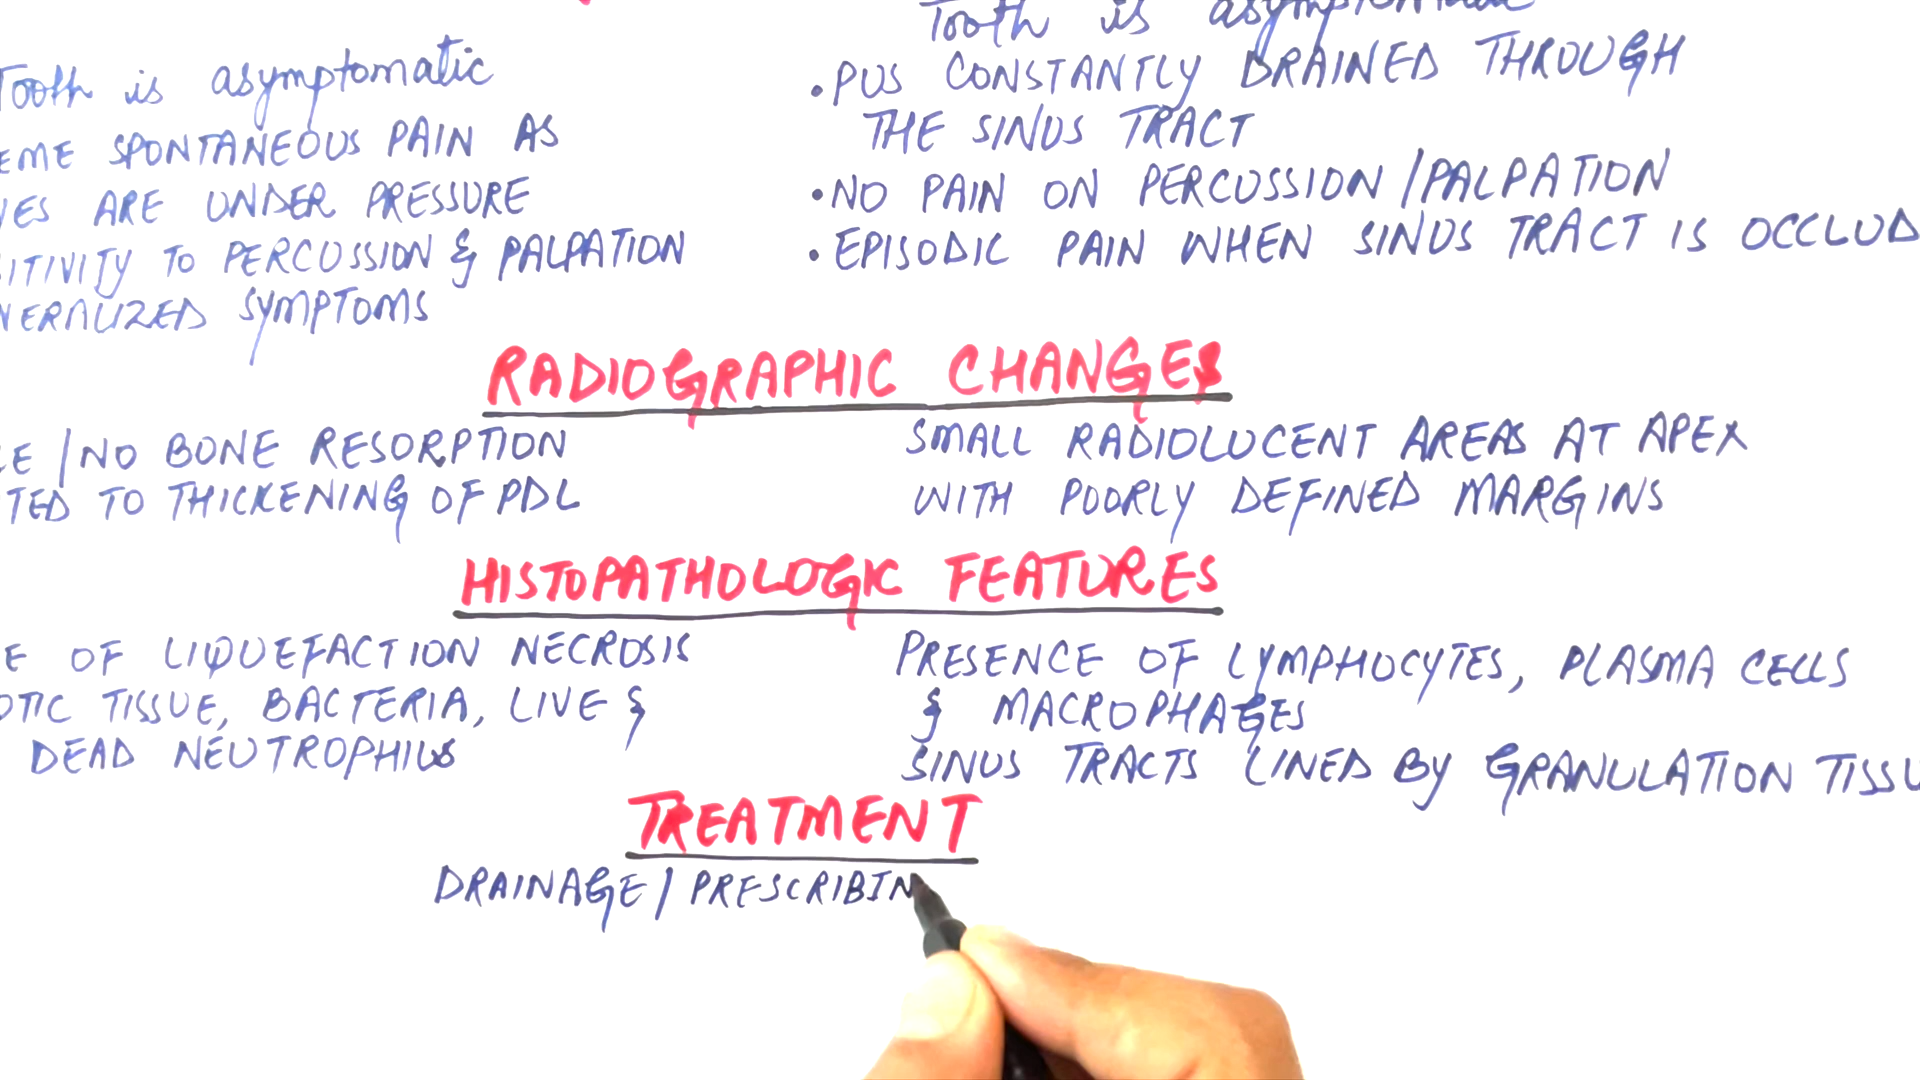 Tooth is asymptomatic
EME SPONTANEOUS PAIN AS
VES ARE UNDER PRESSURE
SITIVITY TO PERCUSSION & PALPATION
NERALIZED SYMPTOMS
Tooth is asymptomatic
• PUS CONSTANTLY DRAINED THROUGH
THE SINUS TRACT
• NO PAIN ON PERCUSSION / PALPATION
• EPISODIC PAIN WHEN SINUS TRACT IS OCCLUD
RADIOGRAPHIC CHANGES
LE / NO BONE RESORPTION
TED TO THICKENING OF PDL
SMALL RADIOLUCENT AREAS AT APEX
WITH POORLY DEFINED MARGINS
HISTOPATHOLOGIC FEATURES
E OF LIQUEFACTION NECROSIS
OTIC TISSUE, BACTERIA, LIVE &
DEAD NEUTROPHILS
PRESENCE OF LYMPHOCYTES, PLASMA CELLS
& MACROPHAGES
SINUS TRACTS LINED BY GRANULATION TISSU
TREATMENT
DRAINAGE / PRESCRIBIN